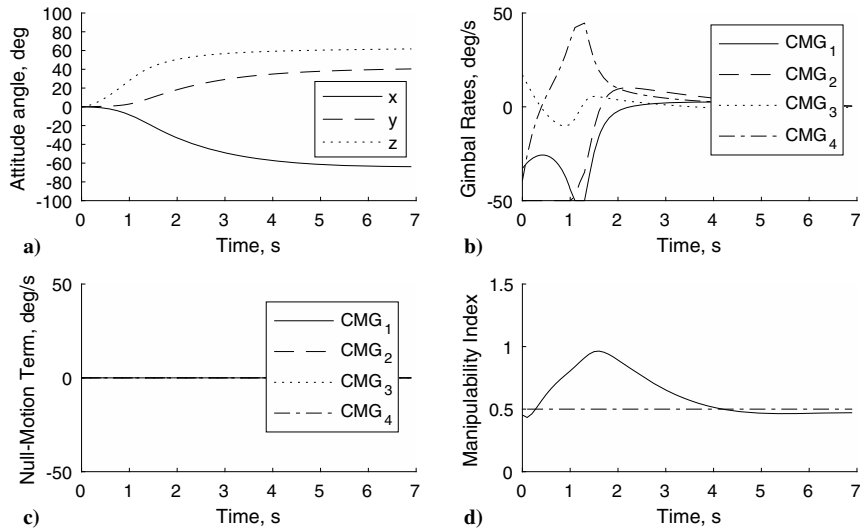 100
80
60
40
20
0
-20
-40
-60
-80
-100
Attitude angle, deg
x
y
z
0 1 2 3 4 5 6 7
Time, s
a)
50
0
-50
Gimbal Rates, deg/s
CMG1
CMG2
CMG3
CMG4
0 1 2 3 4 5 6 7
Time, s
b)
50
0
-50
Null-Motion Term, deg/s
CMG1
CMG2
CMG3
CMG4
0 1 2 3 4 5 6 7
Time, s
c)
1.5
1
0.5
0
Manipulability Index
0 1 2 3 4 5 6 7
Time, s
d)